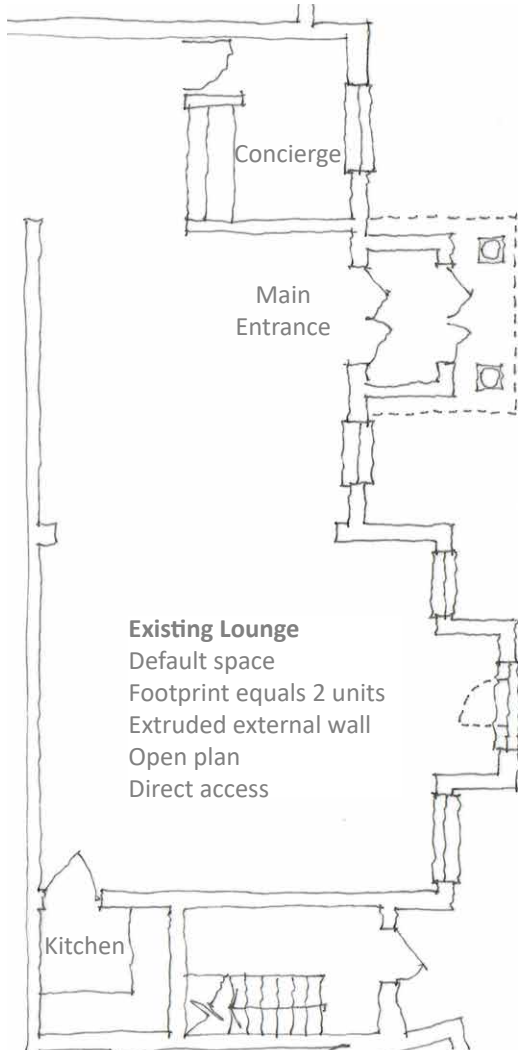 Concierge
Main
Entrance
Existing Lounge
Default space
Footprint equals 2 units
Extruded external wall
Open plan
Direct access
Kitchen